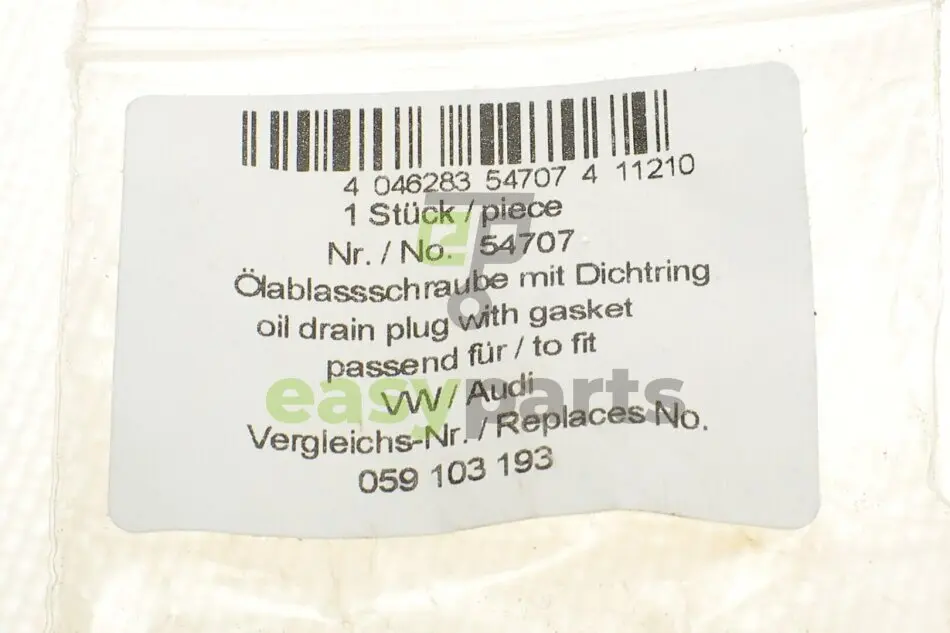 4 046283 54707 4 11210
1 Stück / piece
Nr. / No. 54707
Ölablassschraube mit Dichtring
oil drain plug with gasket
passend für / to fit
VW / Audi
easyparts
Vergleichs-Nr. / Replaces No.
059 103 193